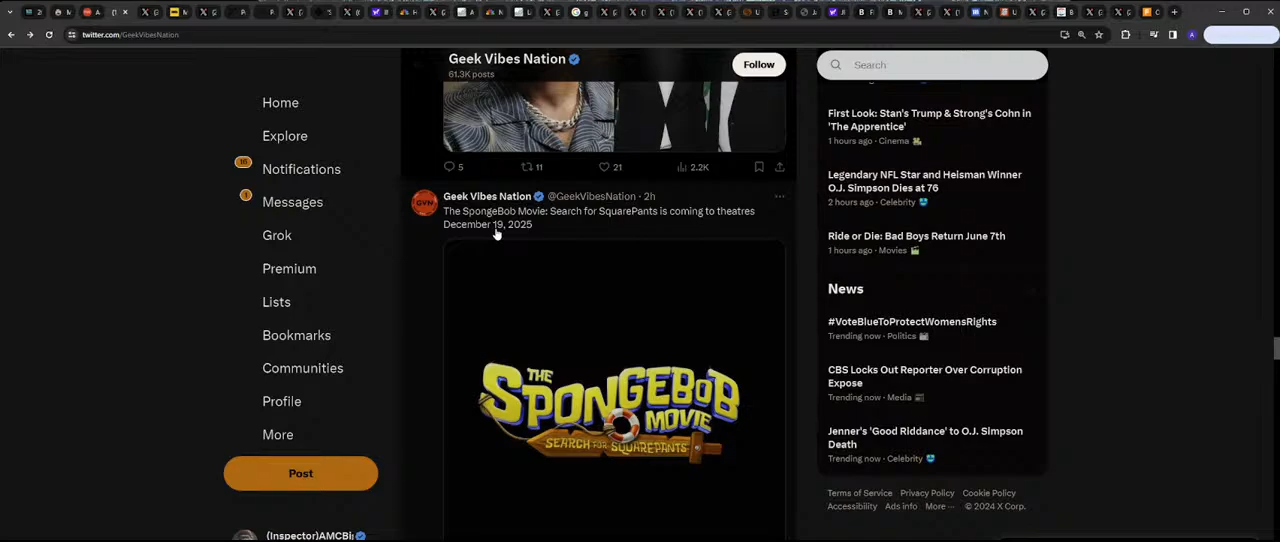 twitter.com/GeekVibesNation
Geek Vibes Nation
61.3K posts
Follow
5
11
21
2.2K
Geek Vibes Nation @GeekVibesNation · 2h
The SpongeBob Movie: Search for SquarePants is coming to theatres
December 19, 2025
GVN
THE
SPONGEBOB
MOVIE
SEARCH FOR SQUAREPANTS
16
1
Home
Explore
Notifications
Messages
Grok
Premium
Lists
Bookmarks
Communities
Profile
More
Post
(Inspector)AMCBi
Search
First Look: Stan's Trump & Strong's Cohn in
'The Apprentice'
1 hours ago · Cinema
Legendary NFL Star and Heisman Winner
O.J. Simpson Dies at 76
2 hours ago · Celebrity
Ride or Die: Bad Boys Return June 7th
1 hours ago · Movies
News
#VoteBlueToProtectWomensRights
Trending now · Politics
CBS Locks Out Reporter Over Corruption
Expose
Trending now · Media
Jenner's 'Good Riddance' to O.J. Simpson
Death
Trending now · Celebrity
Terms of Service Privacy Policy Cookie Policy
Accessibility Ads info More ··· © 2024 X Corp.